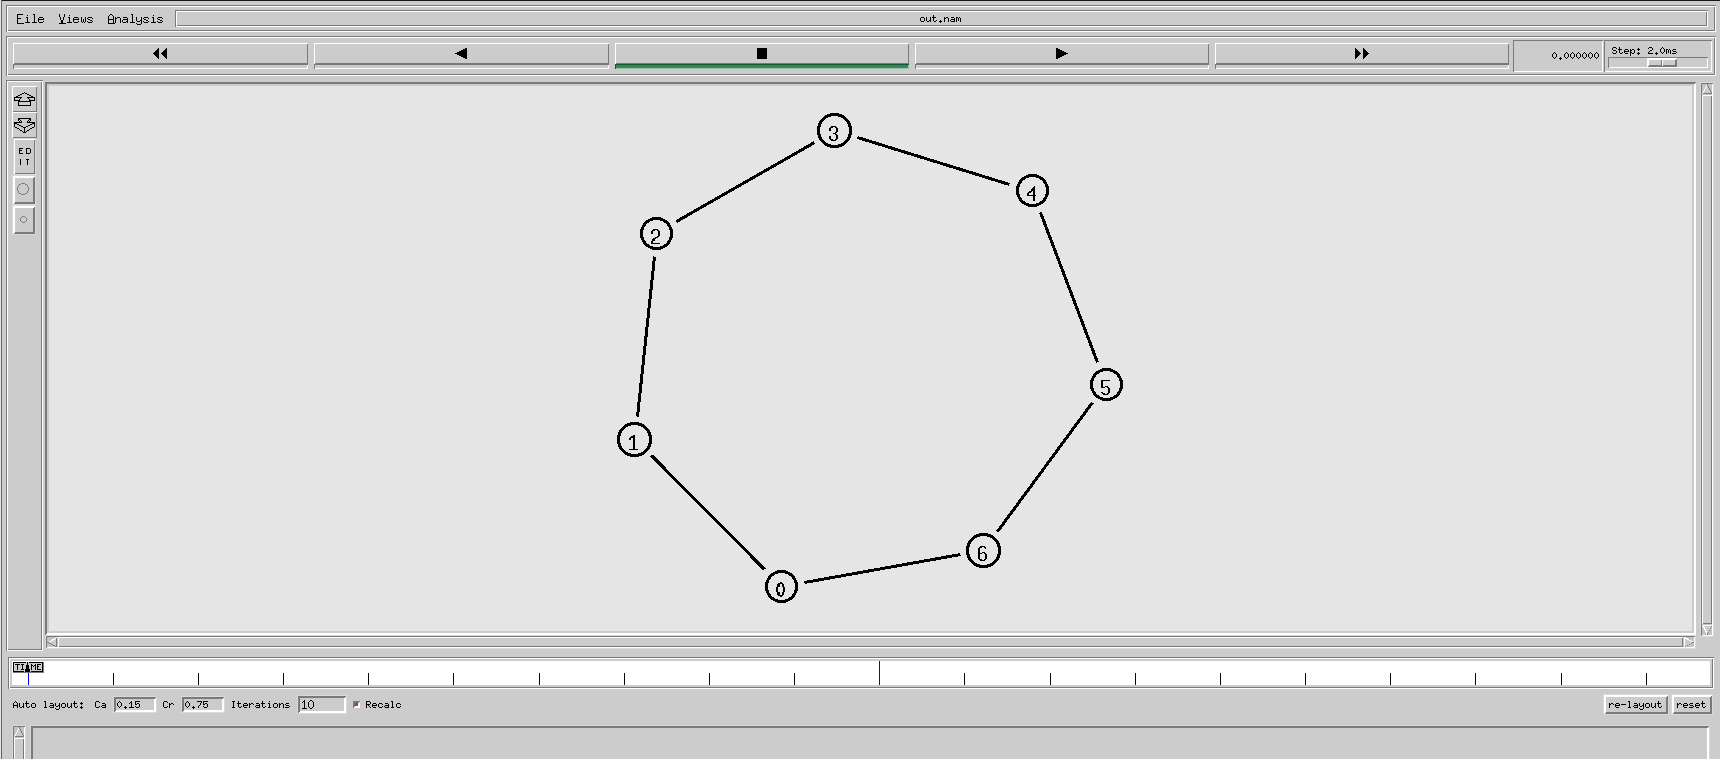 File Views Analysis out.nam
0.000000 Step: 2.0ms
ED
IT
3
4
2
5
1
6
0
TIME
Auto layout: Ca 0.15 Cr 0.75 Iterations 10 Recalc re-layout reset